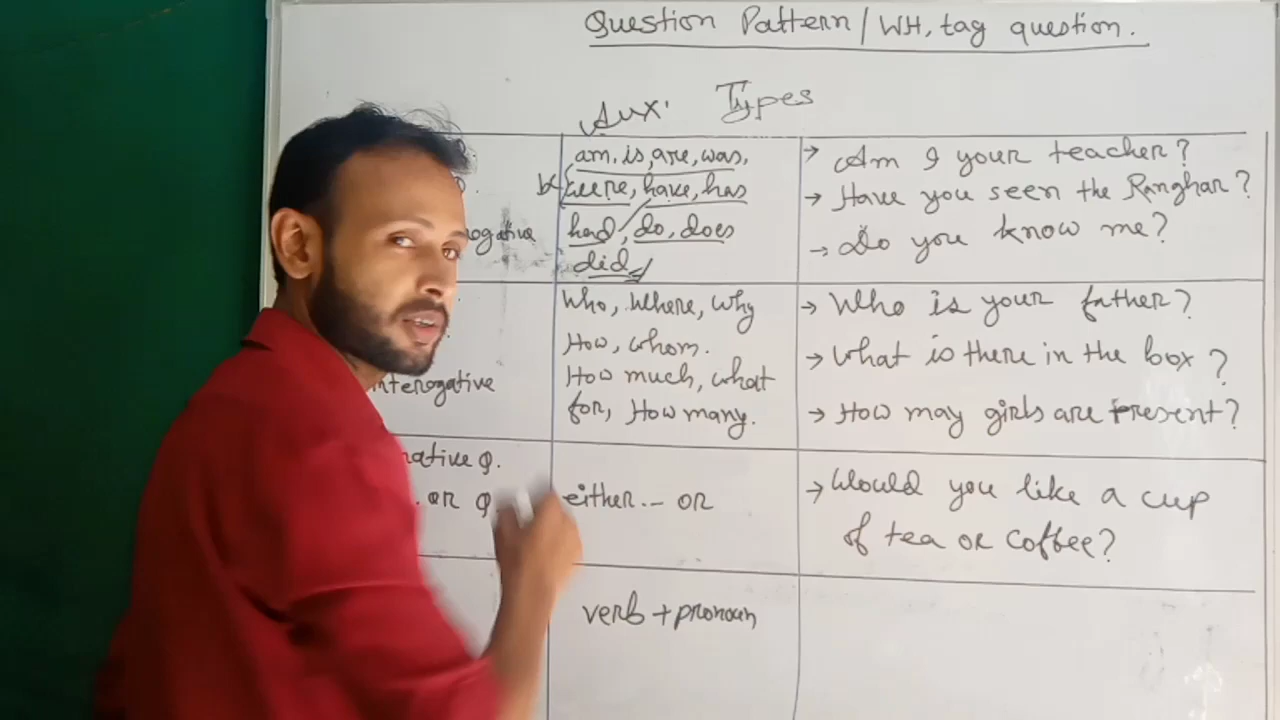 Question Pattern / WH, tag question.
Types
Aux.
am, is, are, was,
were, have, has
had, do, does
did
→ Am I your teacher?
→ Have you seen the Ranghar?
→ Do you know me?
Who, Where, Why
How, whom.
How much, what
for, How many.
interogative
→ Who is your father?
→ What is there in the box?
→ How may girls are present?
native Q.
or Q.
either.. - or
→ Would you like a cup
of tea or coffee?
verb + pronoun